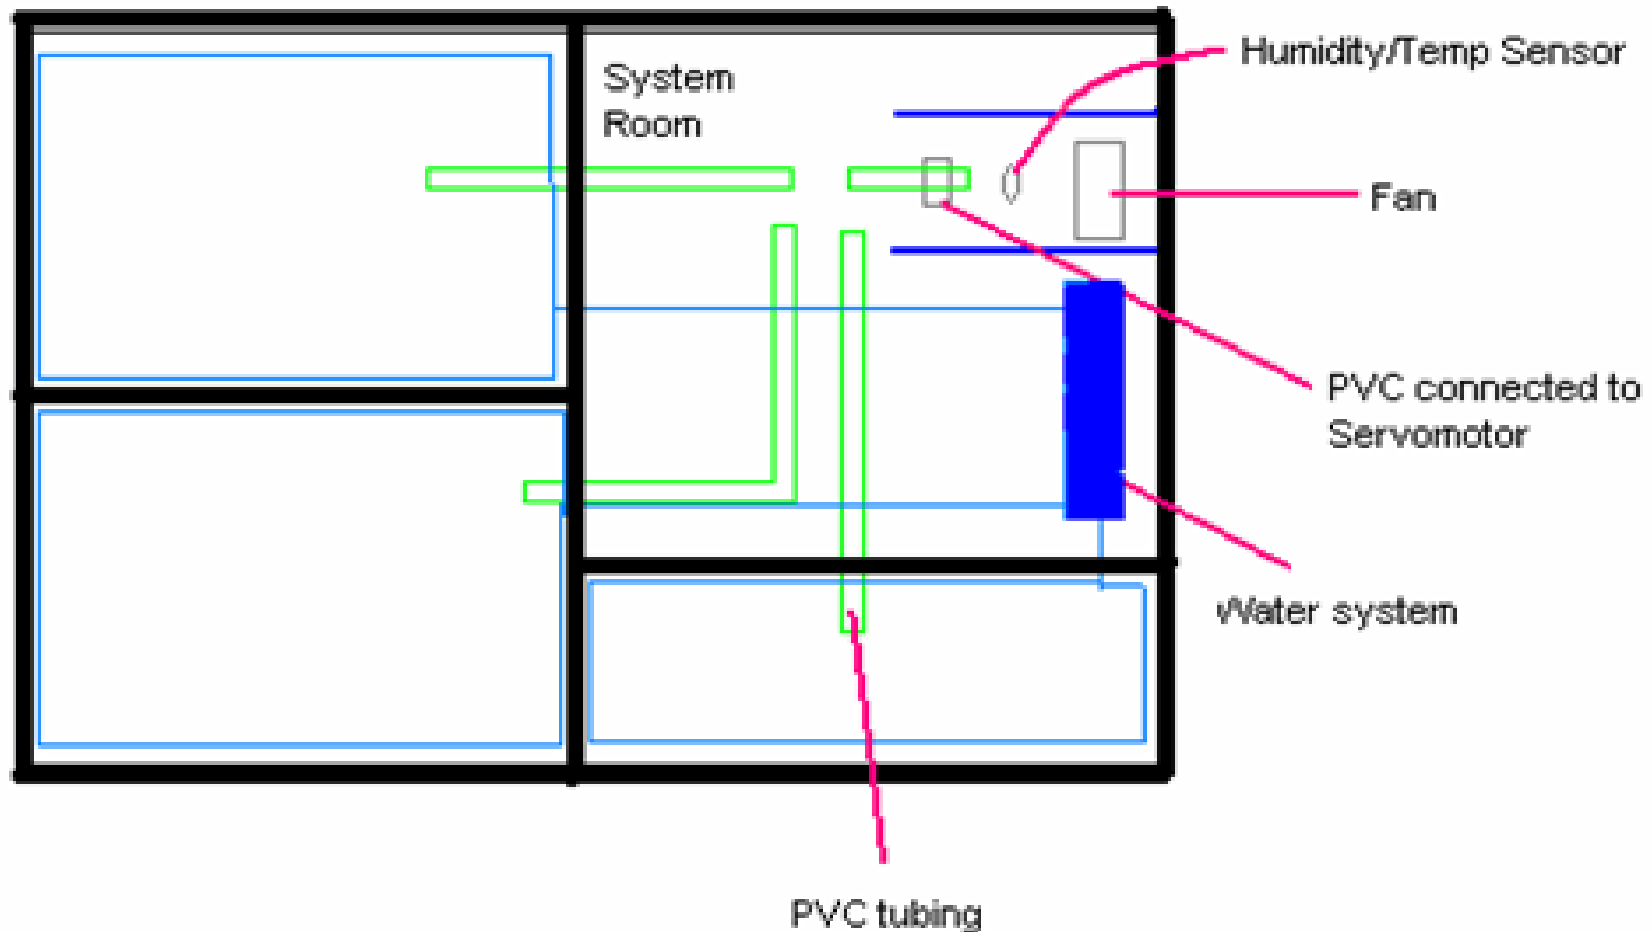 Humidity/Temp Sensor
System
Room
Fan
PVC connected to
Servomotor
Water system
PVC tubing